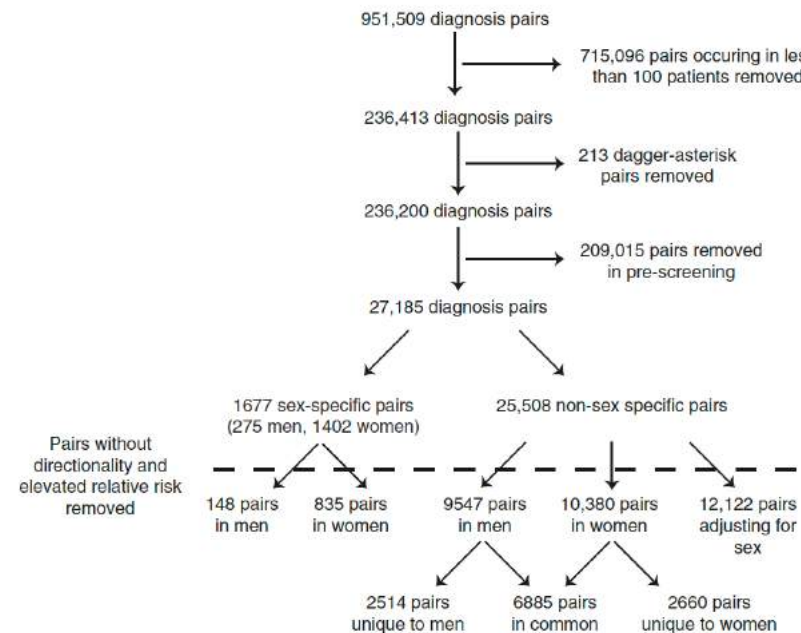 951,509 diagnosis pairs
715,096 pairs occuring in les
than 100 patients removed
236,413 diagnosis pairs
213 dagger-asterisk
pairs removed
236,200 diagnosis pairs
209,015 pairs removed
in pre-screening
27,185 diagnosis pairs
1677 sex-specific pairs
(275 men, 1402 women)
25,508 non-sex specific pairs
Pairs without
directionality and
elevated relative risk
removed
148 pairs
in men
835 pairs
in women
9547 pairs
in men
10,380 pairs
in women
12,122 pairs
adjusting for
sex
2514 pairs
unique to men
6885 pairs
in common
2660 pairs
unique to women